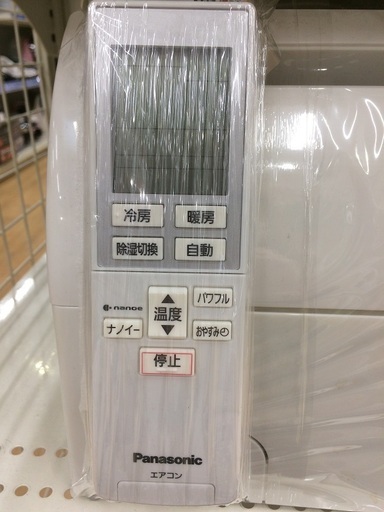 冷房 暖房
除湿切換 自動
nanoe パワフル
温度
ナノイー おやすみ
停止
Panasonic
エアコン